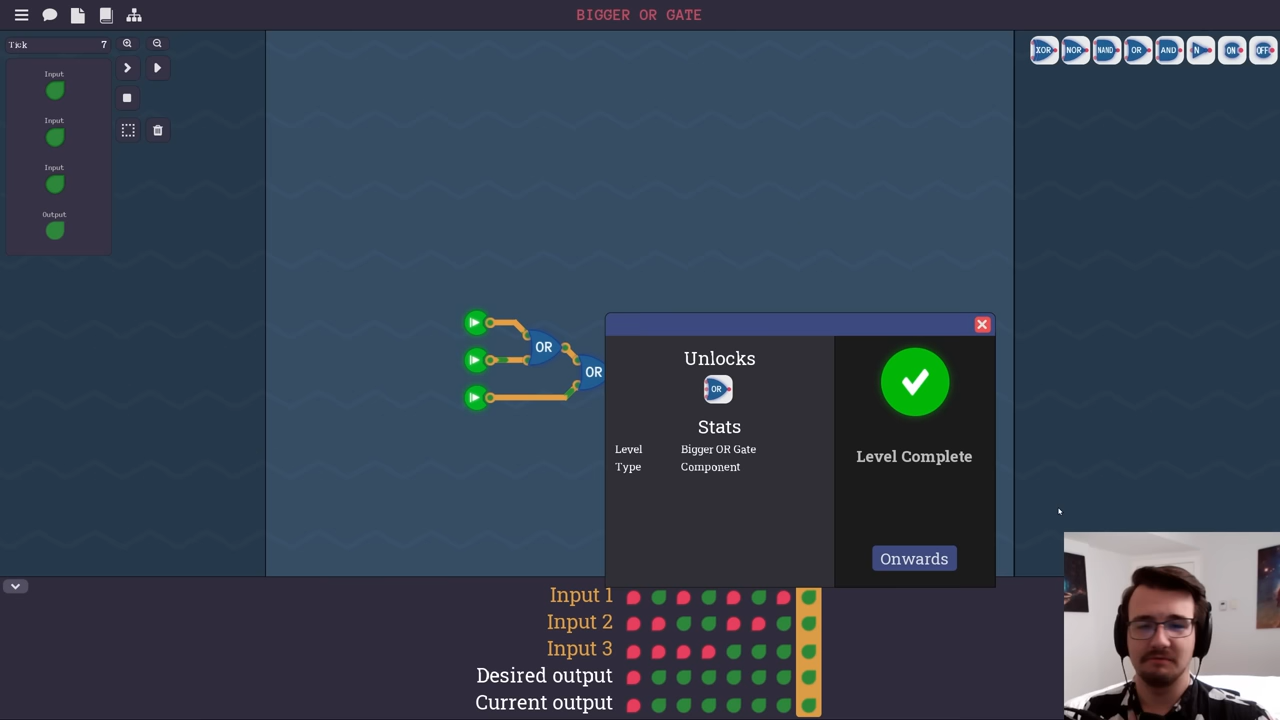 BIGGER OR GATE
Tick 7
XOR NOR NAND OR AND N ON OFF
Input
Input
Input
Output
OR
OR
Unlocks
OR
Stats
Level Bigger OR Gate
Type Component
Level Complete
Onwards
Input 1
Input 2
Input 3
Desired output
Current output